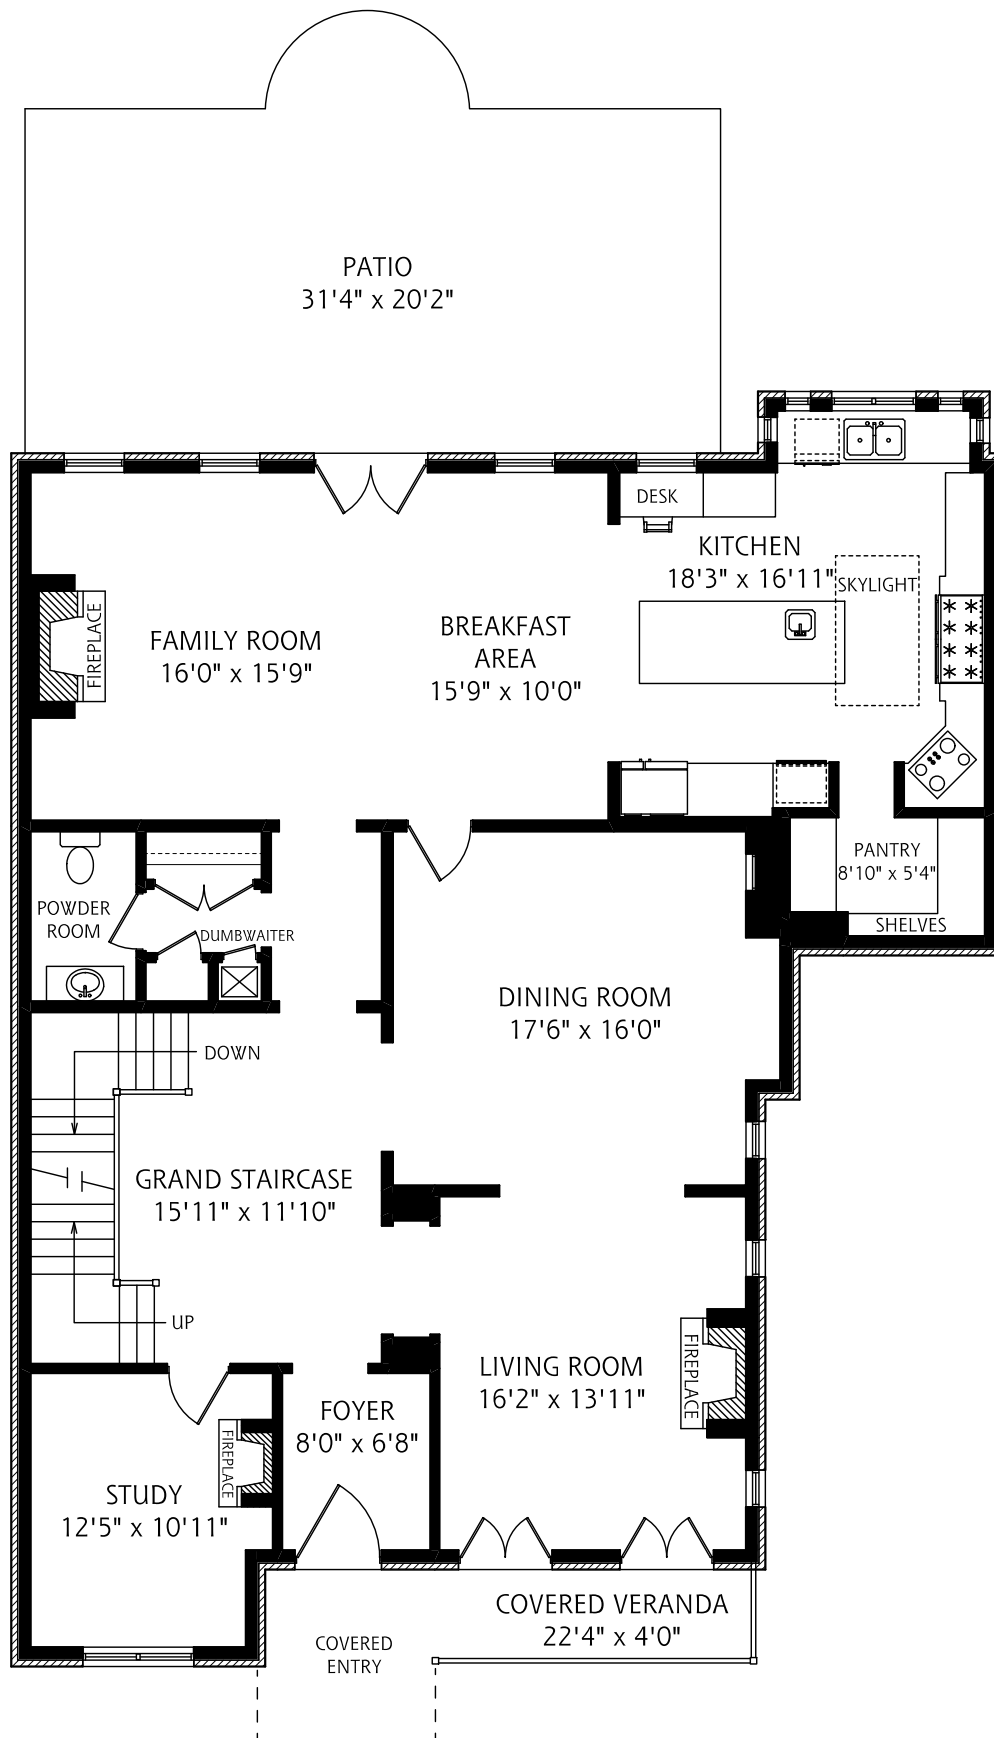 PATIO
31'4" x 20'2"
DESK
KITCHEN
18'3" x 16'11"
SKYLIGHT
FIREPLACE
FAMILY ROOM
16'0" x 15'9"
BREAKFAST
AREA
15'9" x 10'0"
PANTRY
8'10" x 5'4"
SHELVES
POWDER
ROOM
DUMBWAITER
DINING ROOM
17'6" x 16'0"
DOWN
GRAND STAIRCASE
15'11" x 11'10"
UP
LIVING ROOM
16'2" x 13'11"
FIREPLACE
FOYER
8'0" x 6'8"
FIREPLACE
STUDY
12'5" x 10'11"
COVERED VERANDA
22'4" x 4'0"
COVERED
ENTRY